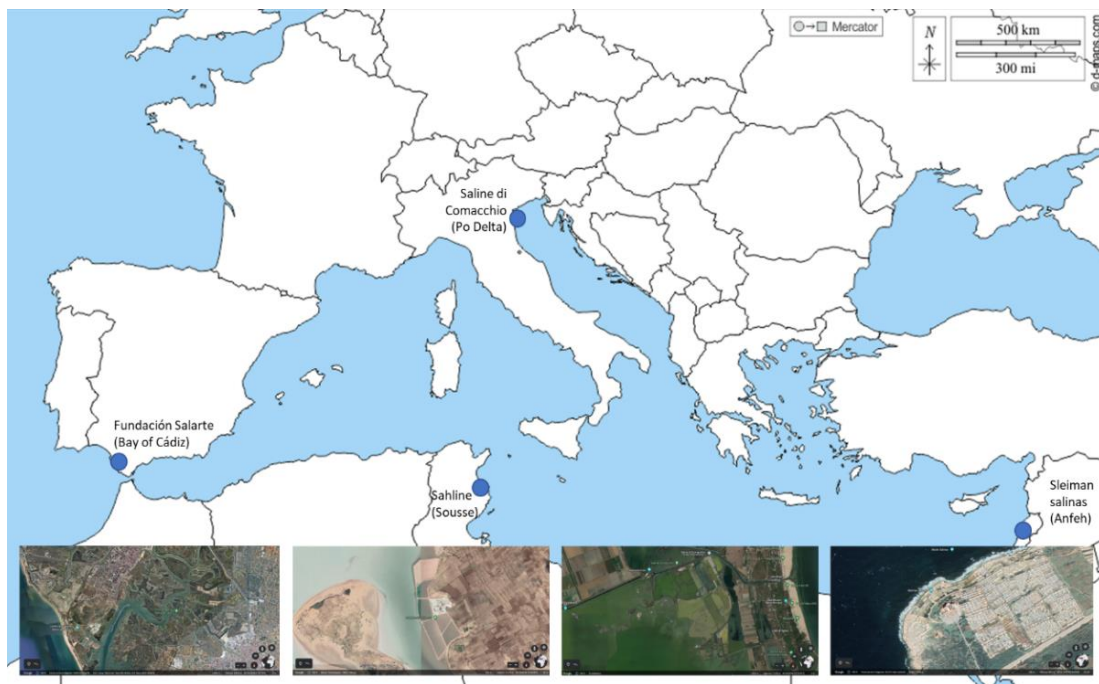 Mercator
N
500 km
300 mi
© d-maps.com
Saline di
Comacchio
(Po Delta)
Fundación Salarte
(Bay of Cádiz)
Sahline
(Sousse)
Sleiman
salinas
(Anfeh)